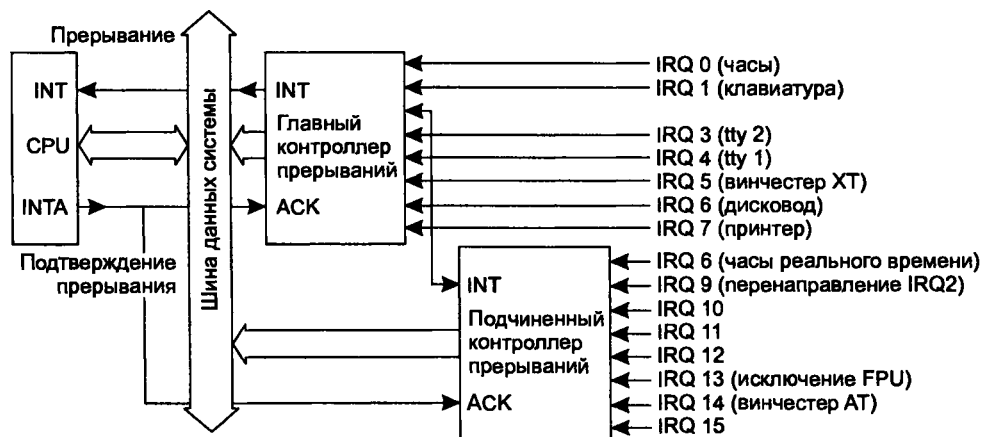 Прерывание
INT
CPU
INTA
Подтверждение
прерывания
Шина данных системы
INT
Главный
контроллер
прерываний
ACK
IRQ 0 (часы)
IRQ 1 (клавиатура)
IRQ 3 (tty 2)
IRQ 4 (tty 1)
IRQ 5 (винчестер XT)
IRQ 6 (дисковод)
IRQ 7 (принтер)
INT
Подчиненный
контроллер
прерываний
ACK
IRQ 6 (часы реального времени)
IRQ 9 (перенаправление IRQ2)
IRQ 10
IRQ 11
IRQ 12
IRQ 13 (исключение FPU)
IRQ 14 (винчестер AT)
IRQ 15